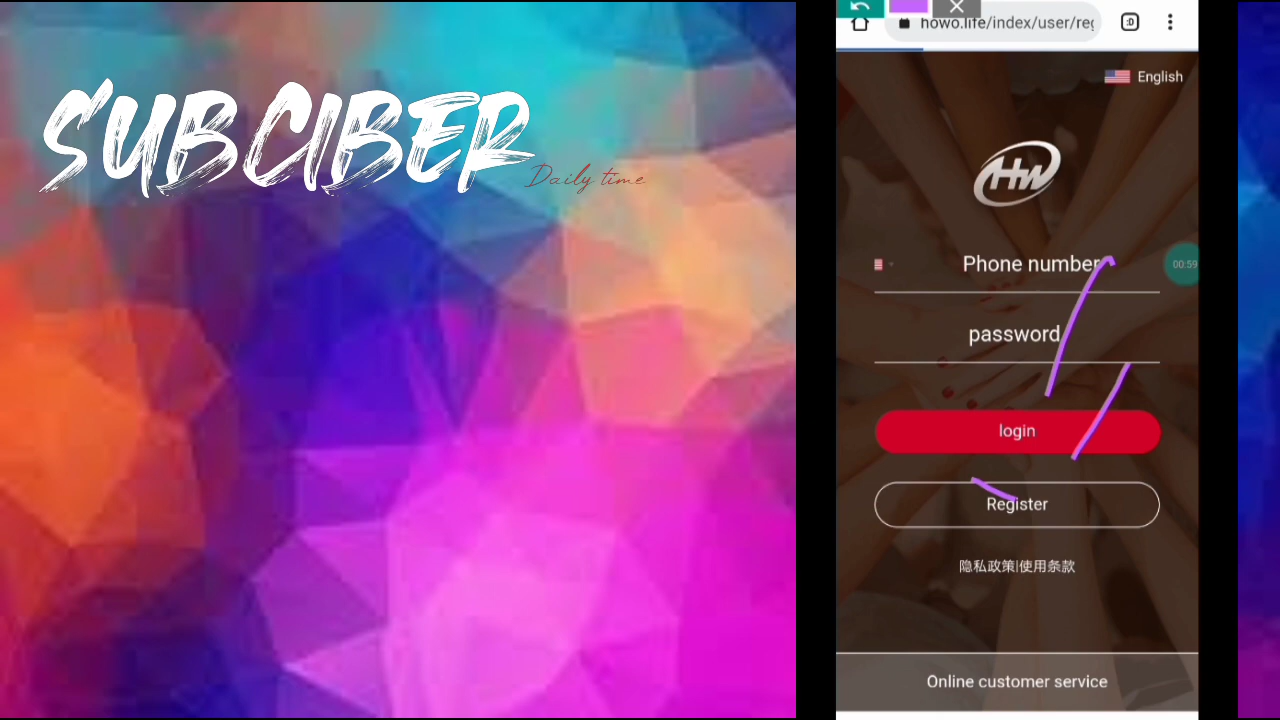 SUBCIBER
Daily time
howo.life/index/user/reg
:D
English
HW
Phone number
00:59
password
login
Register
隐私政策|使用条款
Online customer service